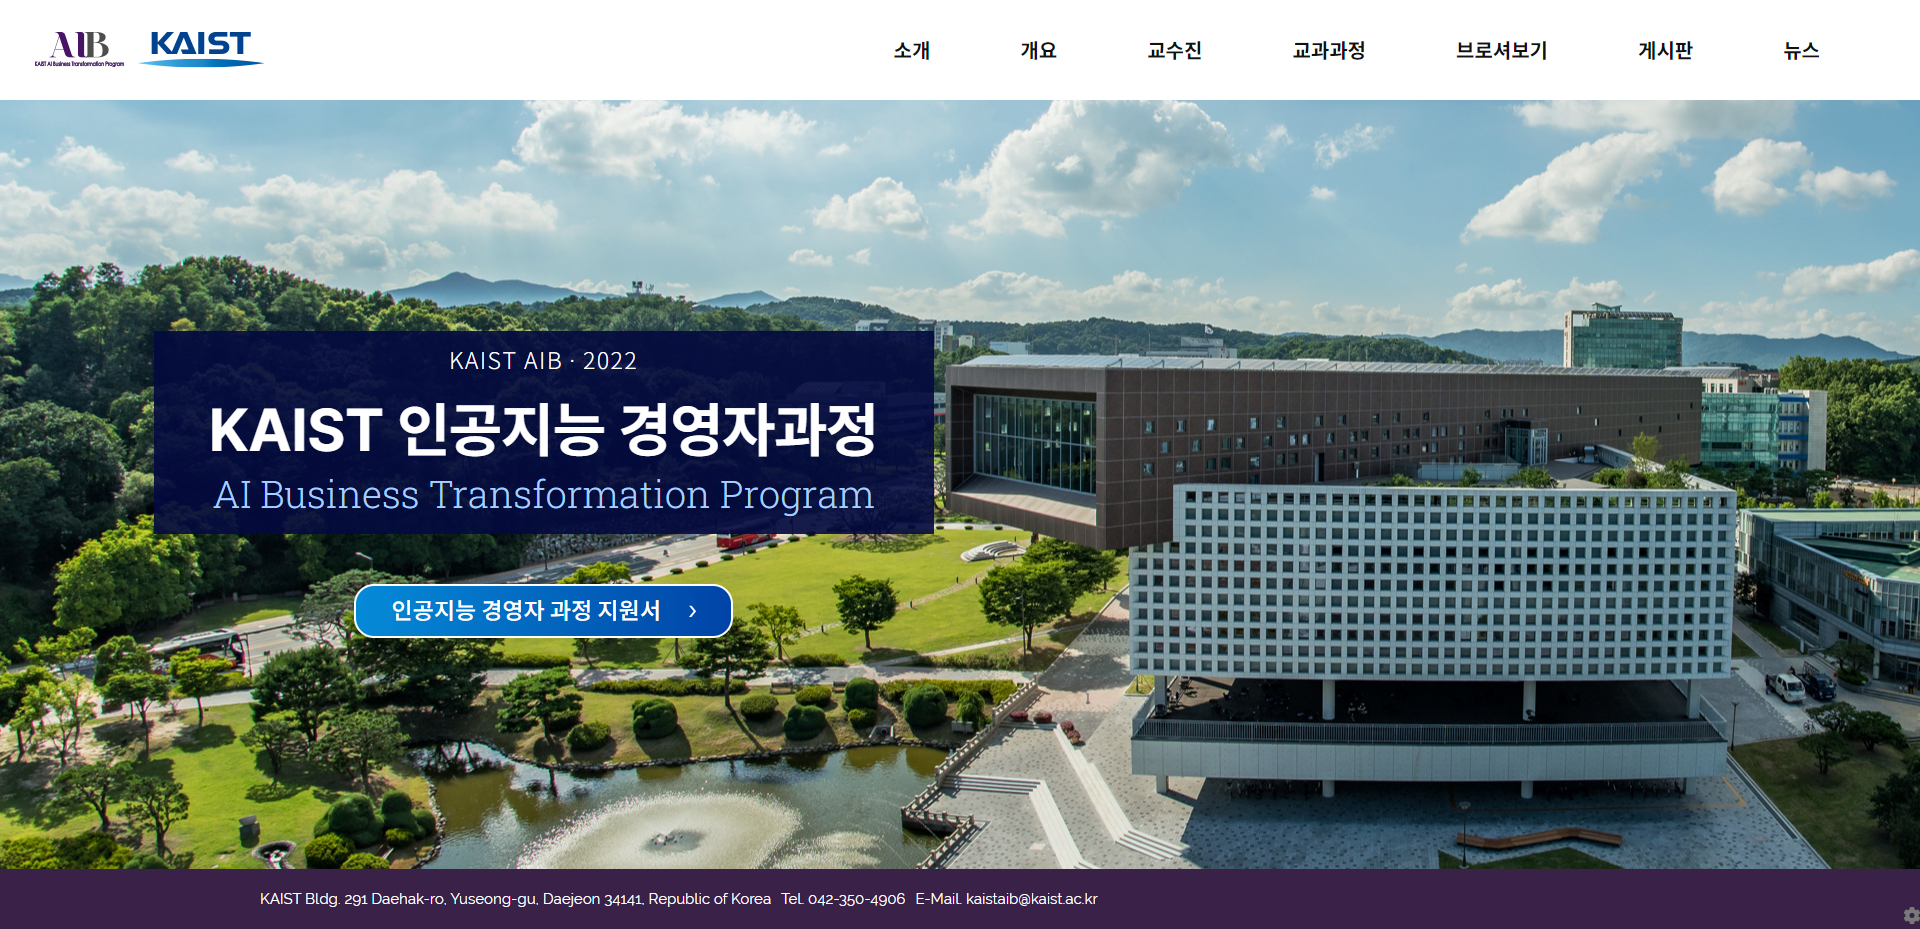 AIB
KAIST AI Business Transformation Program
KAIST
소개 개요 교수진 교과과정 브로셔보기 게시판 뉴스
KAIST AIB · 2022
KAIST 인공지능 경영자과정
AI Business Transformation Program
인공지능 경영자 과정 지원서 ›
KAIST Bldg. 291 Daehak-ro, Yuseong-gu, Daejeon 34141, Republic of Korea Tel. 042-350-4906 E-Mail. kaistaib@kaist.ac.kr